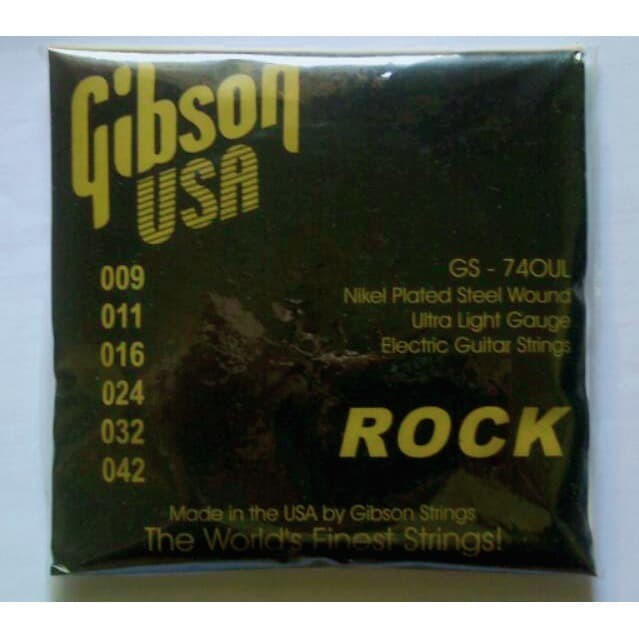 Gibson
USA
009
011
016
024
032
042
GS - 740UL
Nikel Plated Steel Wound
Ultra Light Gauge
Electric Guitar Strings
ROCK
Made in the USA by Gibson Strings
The World's Finest Strings!